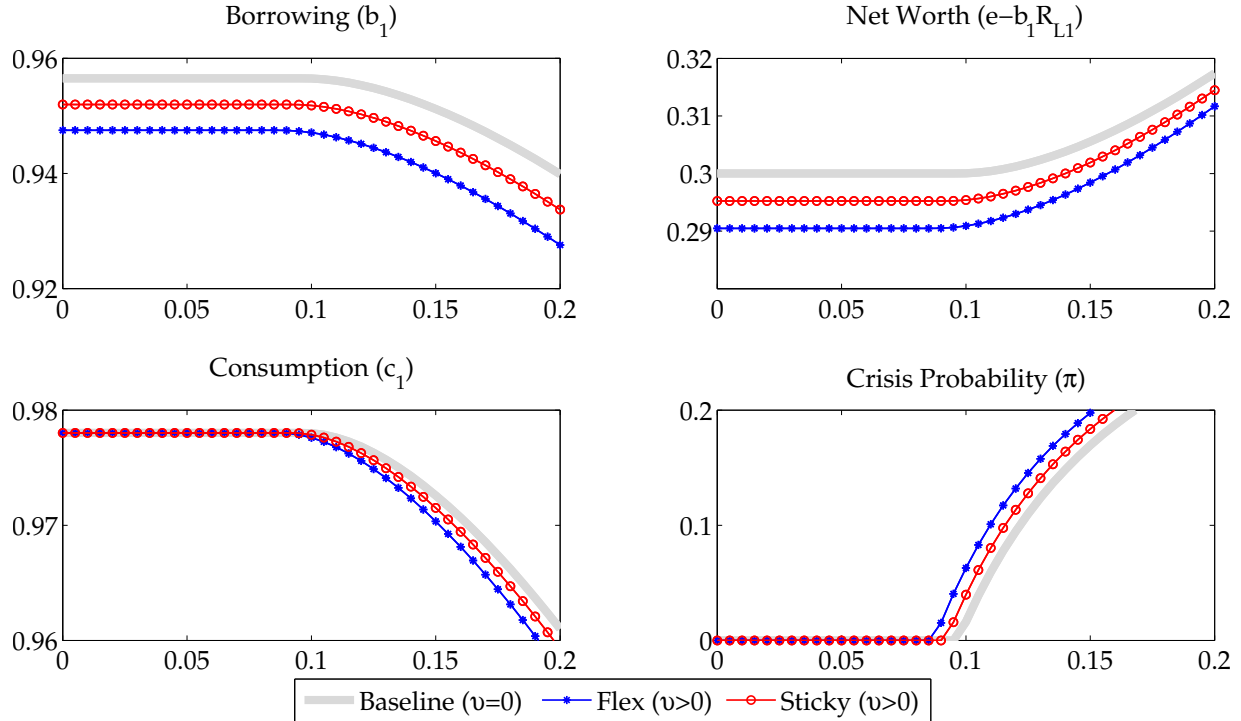 Borrowing (b₁)
0.96
0.94
0.92
0 0.05 0.1 0.15 0.2
Net Worth (e−b₁R_L1)
0.32
0.31
0.3
0.29
0 0.05 0.1 0.15 0.2
Consumption (c₁)
0.98
0.97
0.96
0 0.05 0.1 0.15 0.2
Crisis Probability (π)
0.2
0.1
0
0 0.05 0.1 0.15 0.2
Baseline (υ=0) Flex (υ>0) Sticky (υ>0)